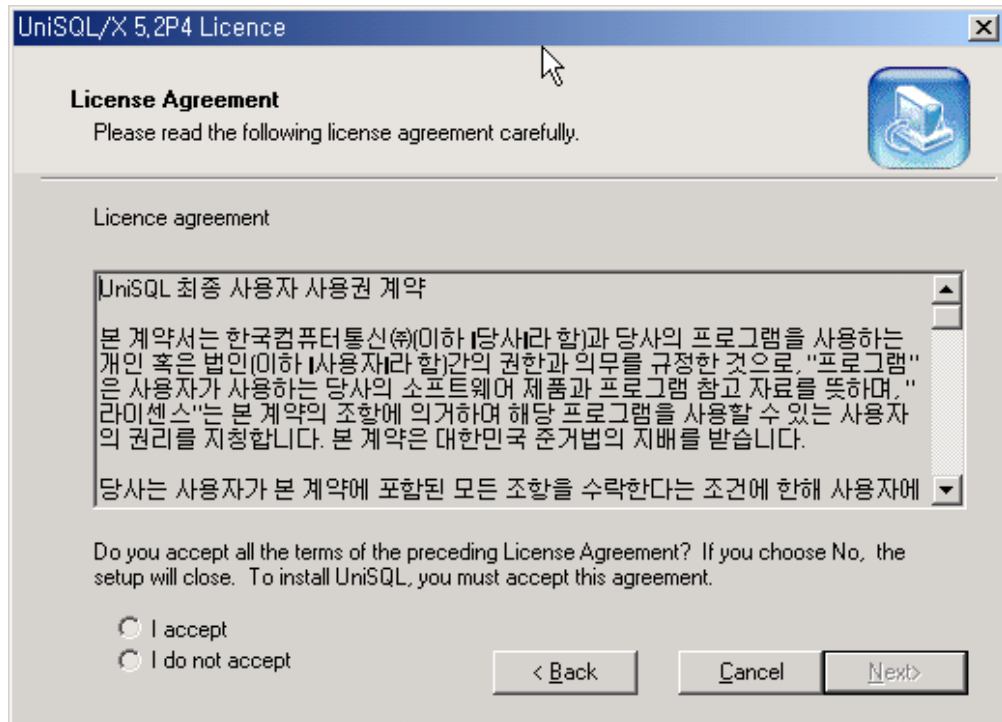 UniSQL/X 5,2P4 Licence
License Agreement
Please read the following license agreement carefully.
Licence agreement
UniSQL 최종 사용자 사용권 계약
본 계약서는 한국컴퓨터통신㈜(이하 |당사|라 함)과 당사의 프로그램을 사용하는
개인 혹은 법인(이하 |사용자|라 함)간의 권한과 의무를 규정한 것으로, "프로그램"
은 사용자가 사용하는 당사의 소프트웨어 제품과 프로그램 참고 자료를 뜻하며, "
라이센스"는 본 계약의 조항에 의거하여 해당 프로그램을 사용할 수 있는 사용자
의 권리를 지칭합니다. 본 계약은 대한민국 준거법의 지배를 받습니다.
당사는 사용자가 본 계약에 포함된 모든 조항을 수락한다는 조건에 한해 사용자에
Do you accept all the terms of the preceding License Agreement? If you choose No, the
setup will close. To install UniSQL, you must accept this agreement.
I accept
I do not accept
< Back
Cancel
Next>